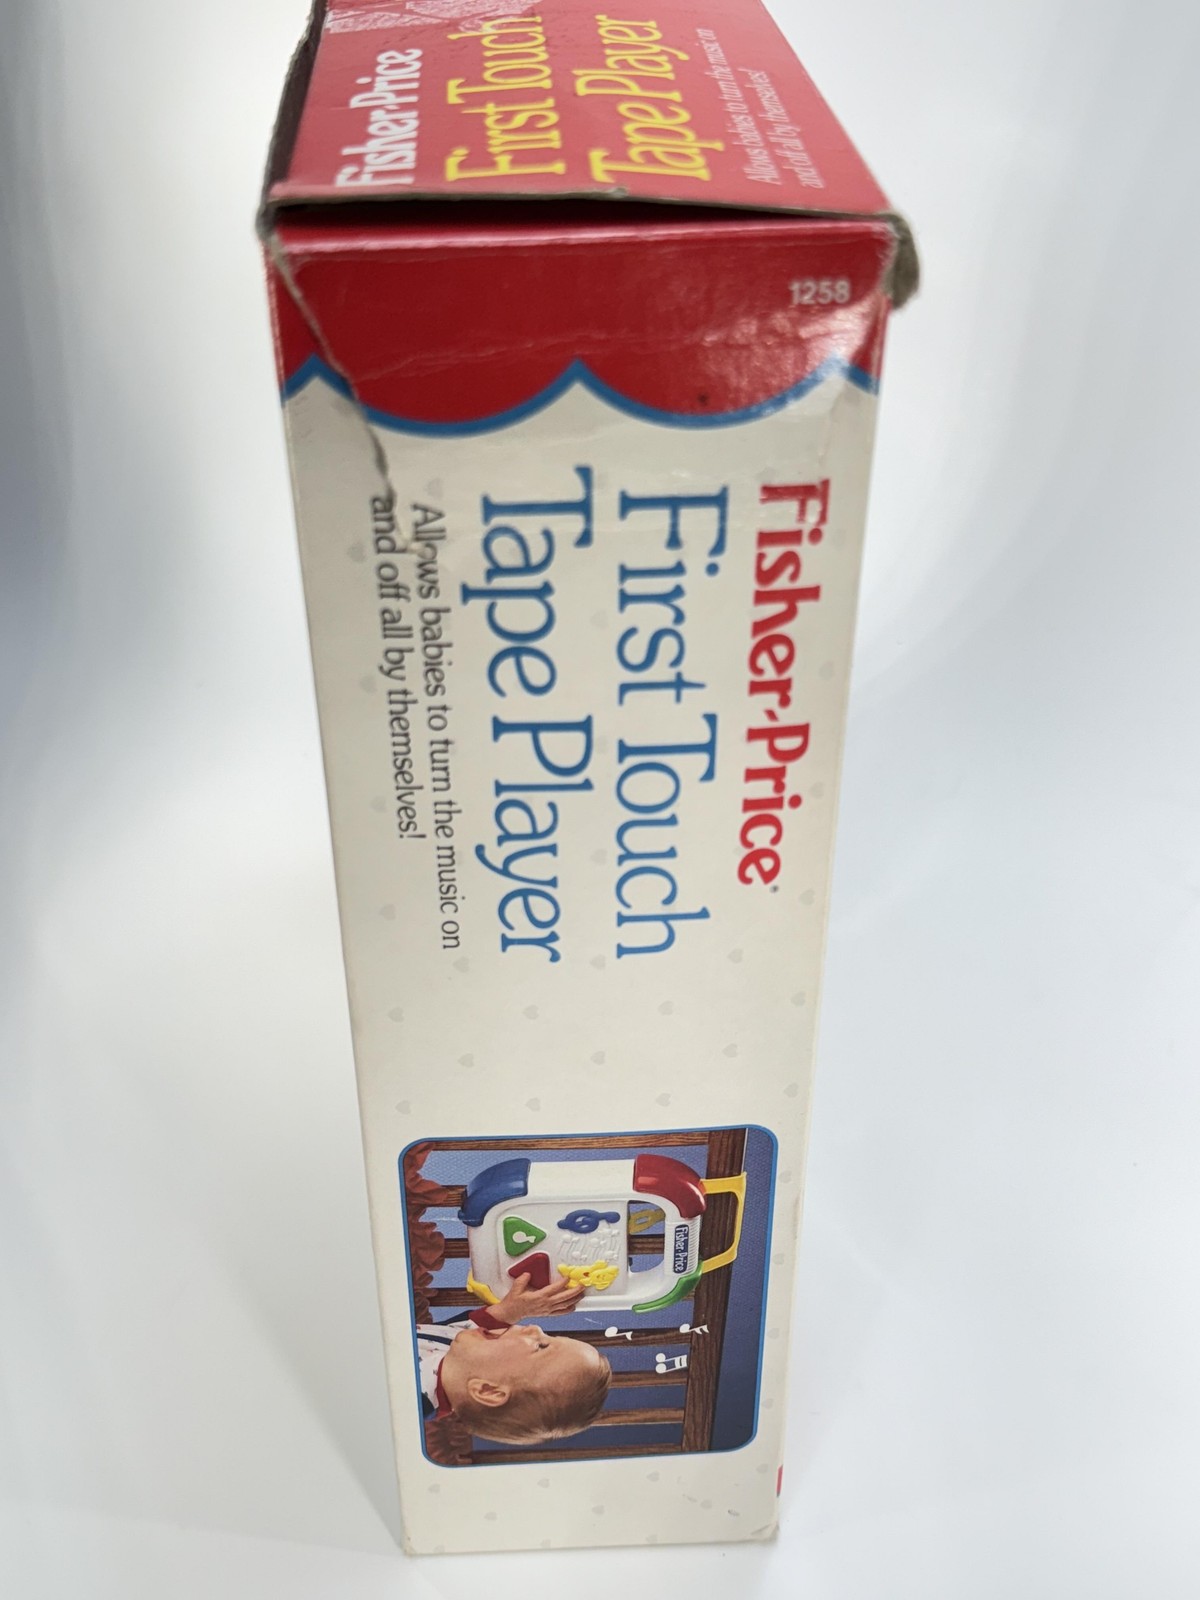 Fisher-Price
First Touch
Tape Player
Allows babies to turn the music on
and off all by themselves!
1258
Fisher-Price
First Touch
Tape Player
Allows babies to turn the music on
and off all by themselves!
Fisher-Price